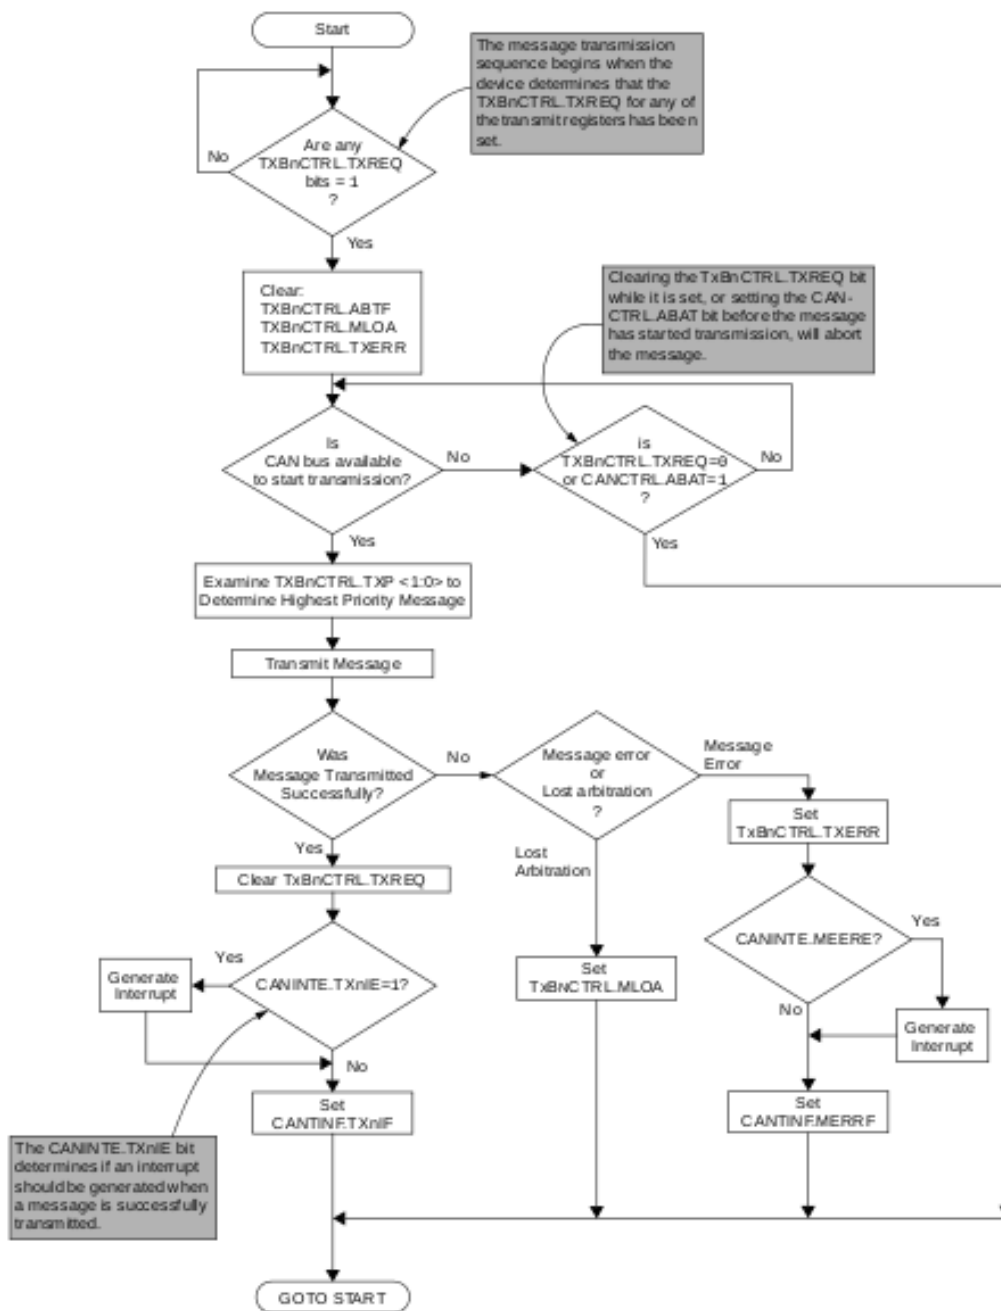 Start
The message transmission
sequence begins when the
device determines that the
TXBnCTRL.TXREQ for any of
the transmit registers has been
set.
Are any
TXBnCTRL.TXREQ
bits = 1
?
No
Yes
Clear:
TXBnCTRL.ABTF
TXBnCTRL.MLOA
TXBnCTRL.TXERR
Clearing the TxBnCTRL.TXREQ bit
while it is set, or setting the CAN-
CTRL.ABAT bit before the message
has started transmission, will abort
the message.
Is
CAN bus available
to start transmission?
No
is
TXBnCTRL.TXREQ=0
or CANCTRL.ABAT=1
?
No
Yes
Yes
Examine TXBnCTRL.TXP <1:0> to
Determine Highest Priority Message
Transmit Message
Was
Message Transmitted
Successfully?
No
Message error
or
Lost arbitration
?
Message
Error
Set
TxBnCTRL.TXERR
Yes
Lost
Arbitration
Clear TxBnCTRL.TXREQ
CANINTE.MEERE?
Yes
No
Generate
Interrupt
Yes
CANINTE.TXnIE=1?
Generate
Interrupt
No
Set
TxBnCTRL.MLOA
Set
CANTINF.TXnIF
Set
CANTINF.MERRF
The CANINTE.TXnIE bit
determines if an interrupt
should be generated when
a message is successfully
transmitted.
GOTO START